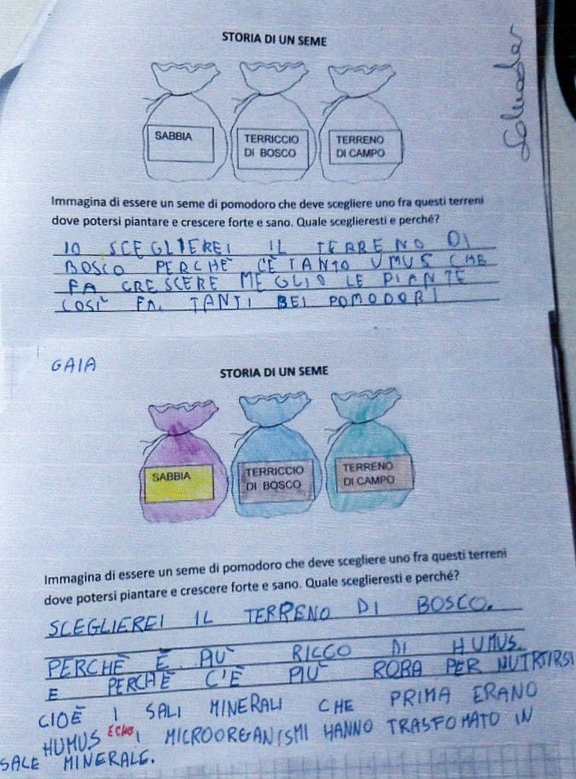 STORIA DI UN SEME
SABBIA
TERRICCIO
DI BOSCO
TERRENO
DI CAMPO
Immagina di essere un seme di pomodoro che deve scegliere uno fra questi terreni
dove potersi piantare e crescere forte e sano. Quale sceglieresti e perché?
IO SCEGLIEREI IL TERRENO DI
BOSCO PERCHE' C'È TANTO UMUS CHE
FA CRESCERE MEGLIO LE PIANTE
COSI' FA TANTI BEI POMODORI
GAIA
STORIA DI UN SEME
SABBIA
TERRICCIO
DI BOSCO
TERRENO
DI CAMPO
Immagina di essere un seme di pomodoro che deve scegliere uno fra questi terreni
dove potersi piantare e crescere forte e sano. Quale sceglieresti e perché?
SCEGLIEREI IL TERRENO DI BOSCO.
PERCHÈ È PIU' RICCO DI HUMUS
E PERCHÈ C'È PIU' ROBA PER NUTRIRSI
CIOÈ I SALI MINERALI CHE PRIMA ERANO
HUMUS I MICROORGANISMI HANNO TRASFOMATO IN
SALE MINERALE.